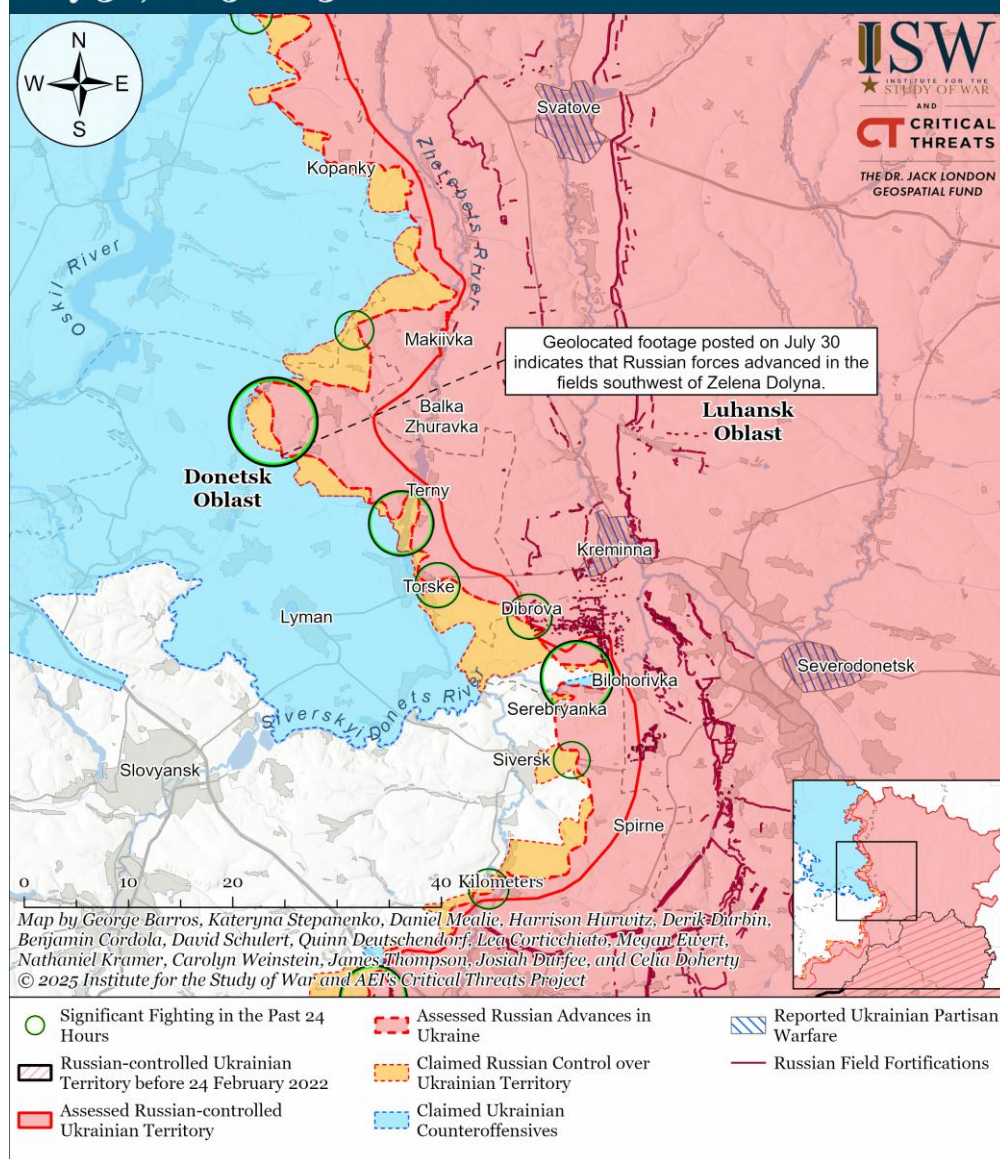 N
W E
S
ISW
INSTITUTE FOR THE
STUDY OF WAR
AND
CT CRITICAL
THREATS
THE DR. JACK LONDON
GEOSPATIAL FUND
Svatove
Kopanky
Zherebets River
Oskil River
Makiivka
Geolocated footage posted on July 30
indicates that Russian forces advanced in the
fields southwest of Zelena Dolyna.
Balka
Zhuravka
Luhansk
Oblast
Donetsk
Oblast
Terny
Kreminna
Torske
Dibrova
Lyman
Severodonetsk
Bilohorivka
Serebryanka
Siverskyi Donets River
Siversk
Slovyansk
Spirne
0 10 20 40 Kilometers
Map by George Barros, Kateryna Stepanenko, Daniel Mealie, Harrison Hurwitz, Derik Durbin,
Benjamin Cordola, David Schulert, Quinn Deutschendorf, Lea Corticchiato, Megan Ewert,
Nathaniel Kramer, Carolyn Weinstein, James Thompson, Josiah Durfee, and Celia Doherty
© 2025 Institute for the Study of War and AEI's Critical Threats Project
Significant Fighting in the Past 24
Hours
Russian-controlled Ukrainian
Territory before 24 February 2022
Assessed Russian-controlled
Ukrainian Territory
Assessed Russian Advances in
Ukraine
Claimed Russian Control over
Ukrainian Territory
Claimed Ukrainian
Counteroffensives
Reported Ukrainian Partisan
Warfare
Russian Field Fortifications